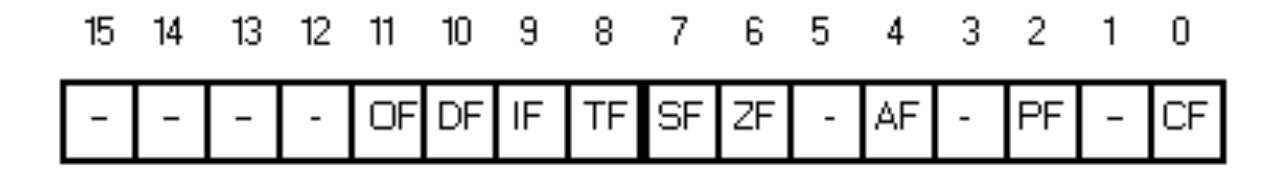 15 14 13 12 11 10 9 8 7 6 5 4 3 2 1 0
- - - - OF DF IF TF SF ZF - AF - PF - CF